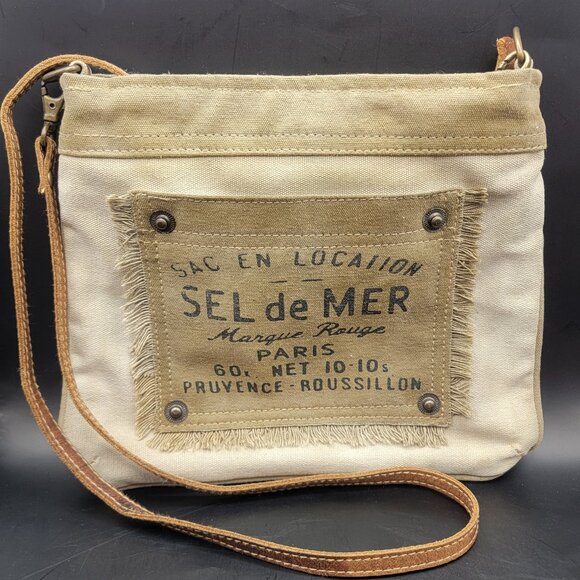 SAC EN LOCATION
SEL de MER
Marque Rouge
PARIS
60K NET 10-10s
PRUVENCE-ROUSSILLON